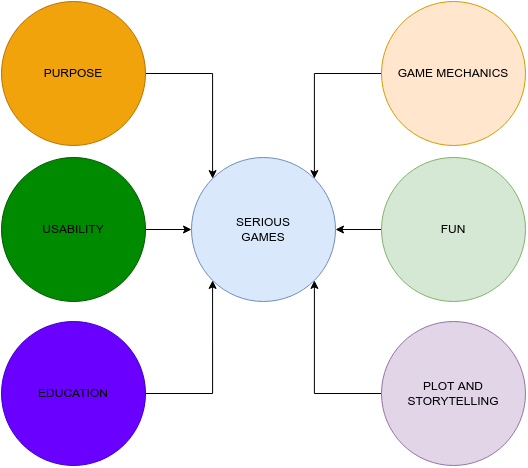 PURPOSE
GAME MECHANICS
USABILITY
SERIOUS
GAMES
FUN
EDUCATION
PLOT AND
STORYTELLING